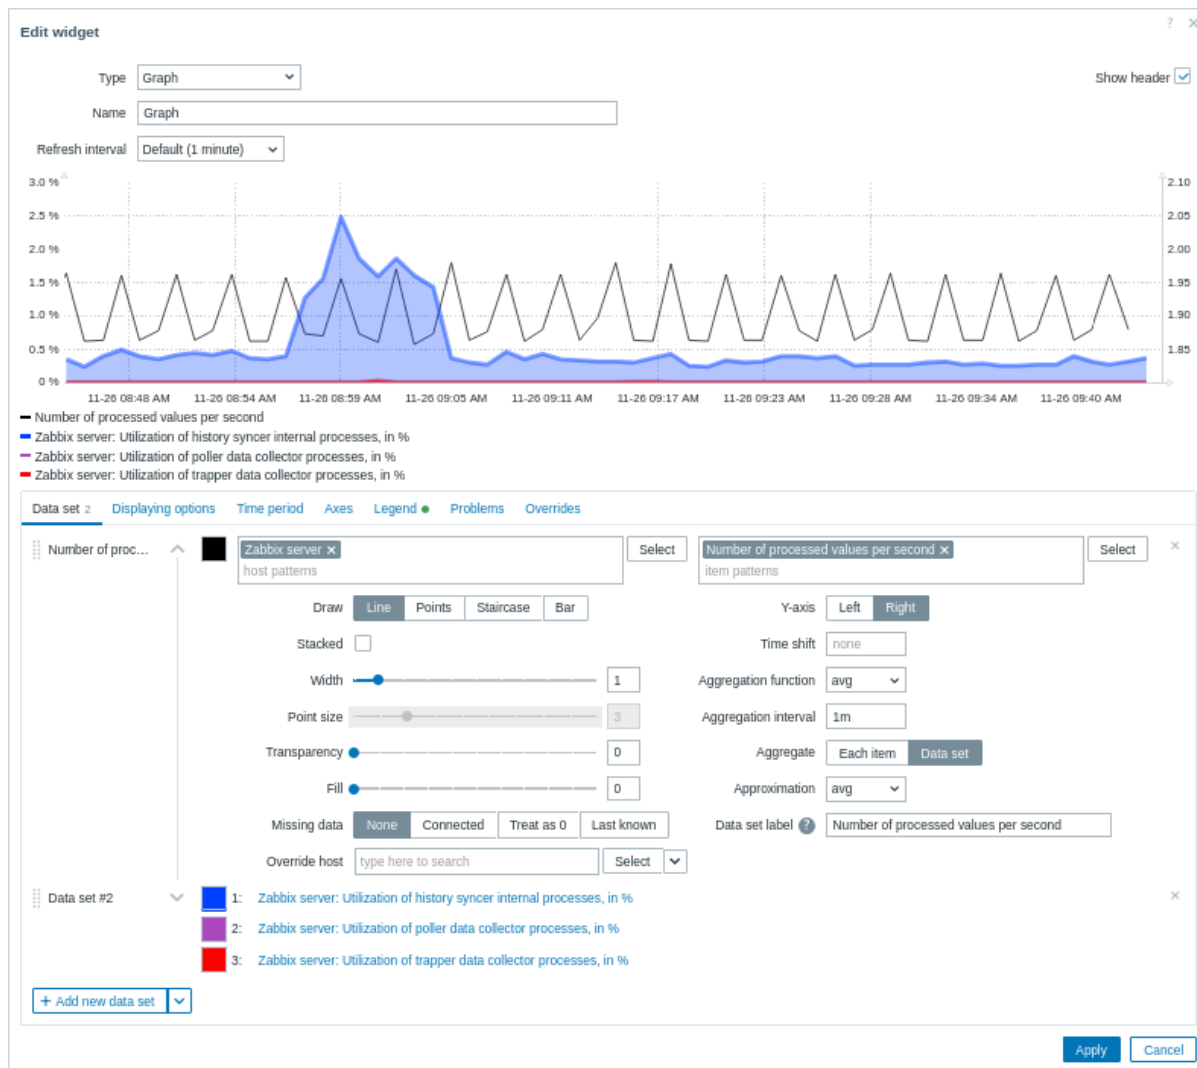 Edit widget
?
Type Graph Show header
Name Graph
Refresh interval Default (1 minute)
3.0 % 2.10
2.5 % 2.05
2.0 % 2.00
1.5 % 1.95
1.0 % 1.90
0.5 % 1.85
0 %
11-26 08:48 AM 11-26 08:54 AM 11-26 08:59 AM 11-26 09:05 AM 11-26 09:11 AM 11-26 09:17 AM 11-26 09:23 AM 11-26 09:28 AM 11-26 09:34 AM 11-26 09:40 AM
Number of processed values per second
Zabbix server: Utilization of history syncer internal processes, in %
Zabbix server: Utilization of poller data collector processes, in %
Zabbix server: Utilization of trapper data collector processes, in %
Data set 2 Displaying options Time period Axes Legend Problems Overrides
Number of proc... Zabbix server Select Number of processed values per second Select
host patterns item patterns
Draw Line Points Staircase Bar Y-axis Left Right
Stacked Time shift none
Width 1 Aggregation function avg
Point size 3 Aggregation interval 1m
Transparency 0 Aggregate Each item Data set
Fill 0 Approximation avg
Missing data None Connected Treat as 0 Last known Data set label ? Number of processed values per second
Override host type here to search Select
Data set #2 1: Zabbix server: Utilization of history syncer internal processes, in %
2: Zabbix server: Utilization of poller data collector processes, in %
3: Zabbix server: Utilization of trapper data collector processes, in %
+ Add new data set
Apply Cancel